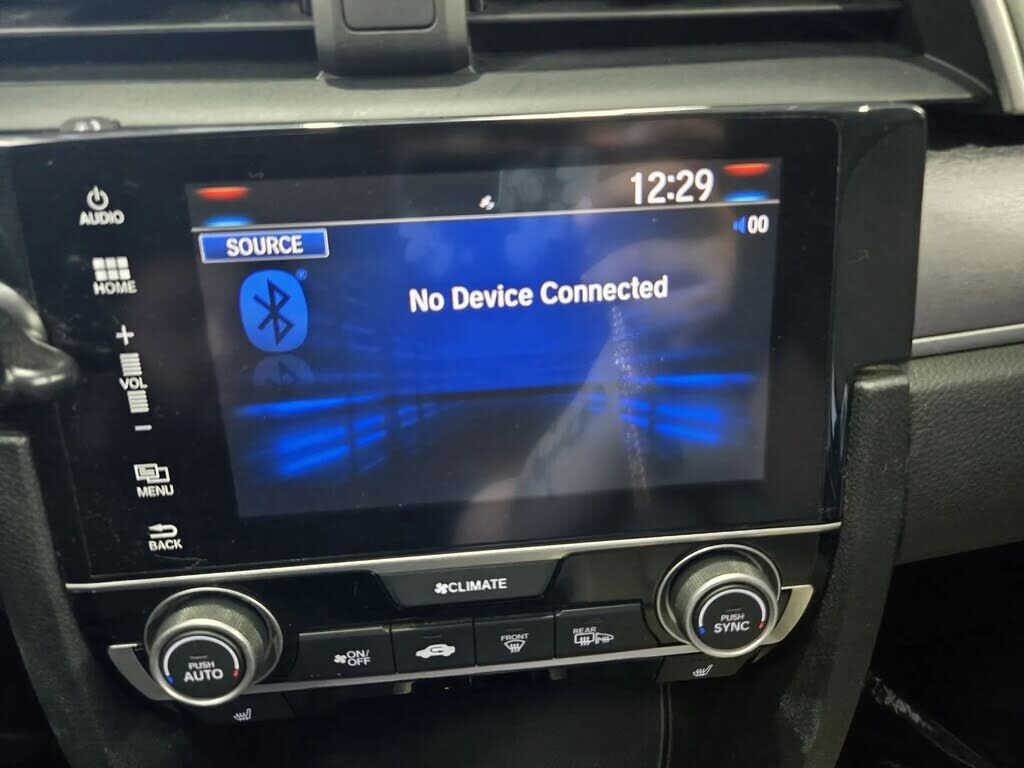 12:29
AUDIO
SOURCE
00
HOME
No Device Connected
+
VOL
-
MENU
BACK
CLIMATE
PUSH
AUTO
ON/
OFF
FRONT
REAR
PUSH
SYNC